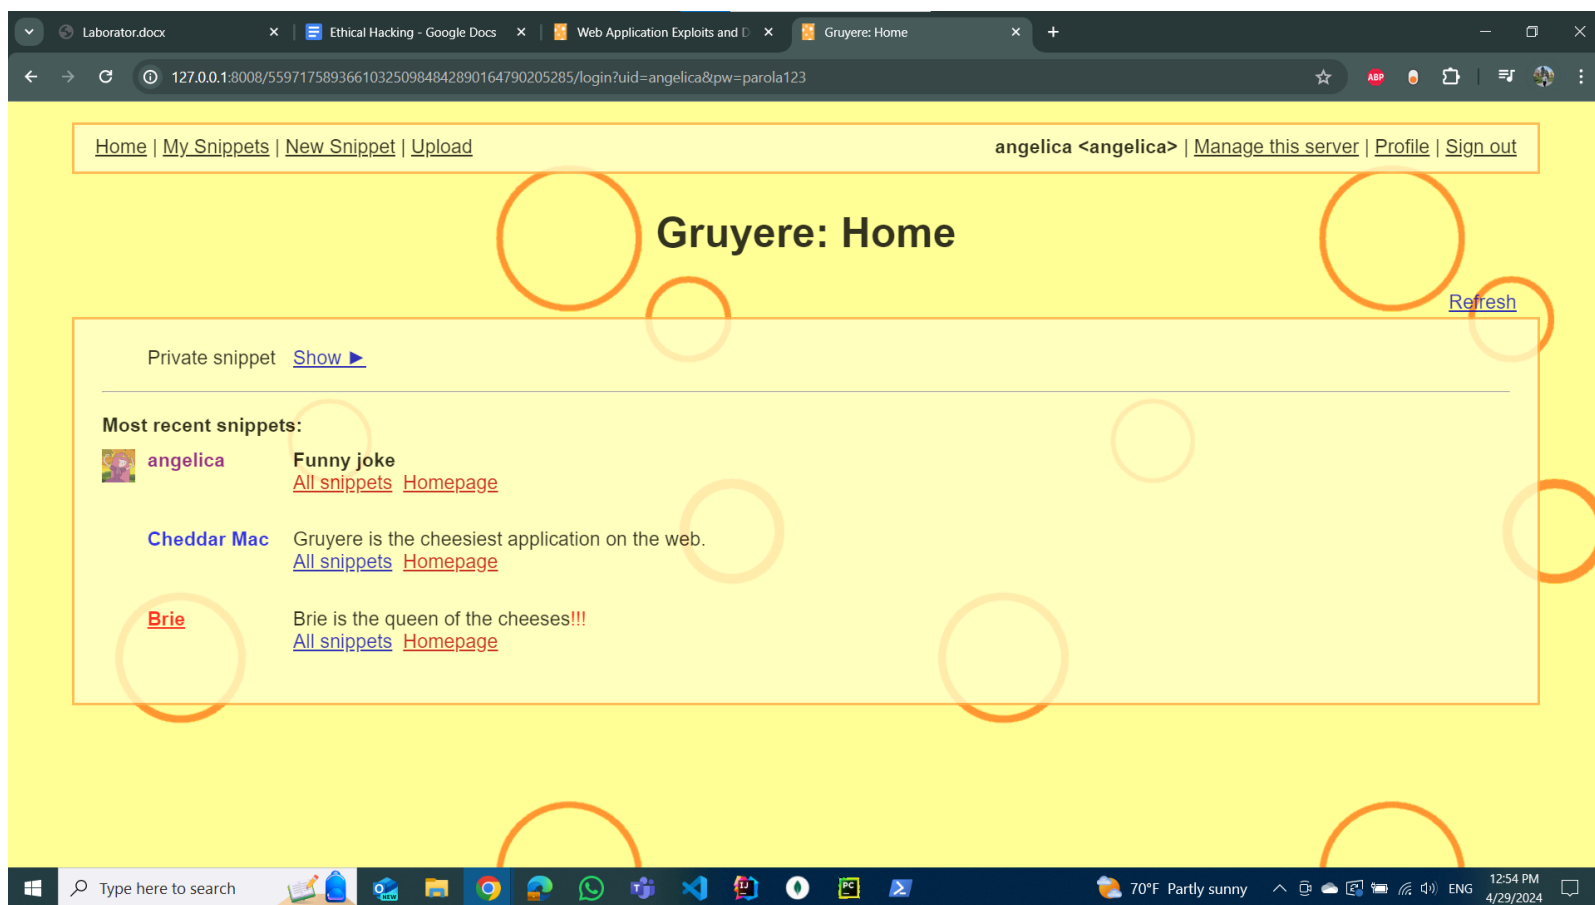 Laborator.docx
Ethical Hacking - Google Docs
Web Application Exploits and D
Gruyere: Home
127.0.0.1:8008/559717589366103250984842890164790205285/login?uid=angelica&pw=parola123
ABP
Home | My Snippets | New Snippet | Upload
angelica <angelica> | Manage this server | Profile | Sign out
Gruyere: Home
Refresh
Private snippet Show ►
Most recent snippets:
angelica Funny joke
All snippets Homepage
Cheddar Mac Gruyere is the cheesiest application on the web.
All snippets Homepage
Brie Brie is the queen of the cheeses!!!
All snippets Homepage
Type here to search
NEW
PC
70°F Partly sunny
ENG
12:54 PM
4/29/2024